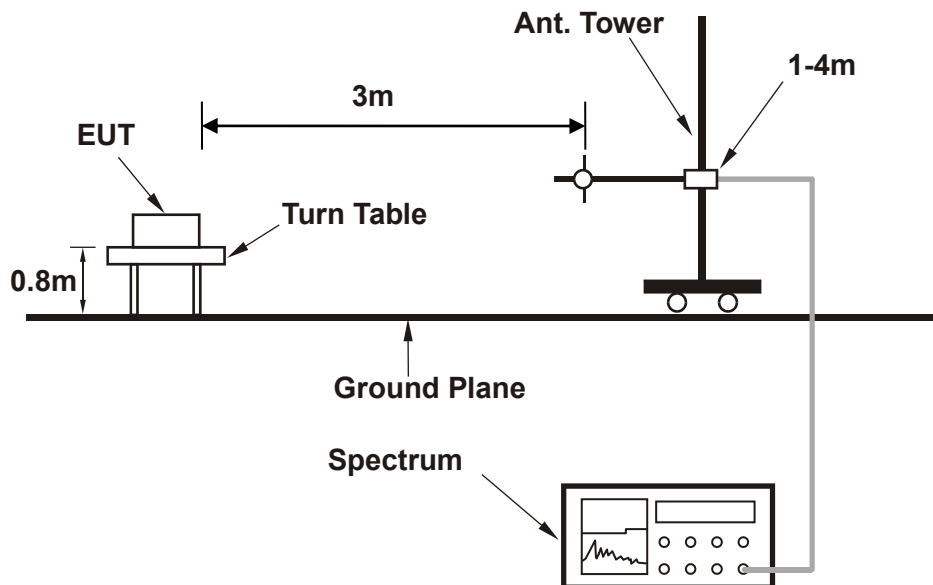 Ant. Tower
1-4m
3m
EUT
Turn Table
0.8m
Ground Plane
Spectrum